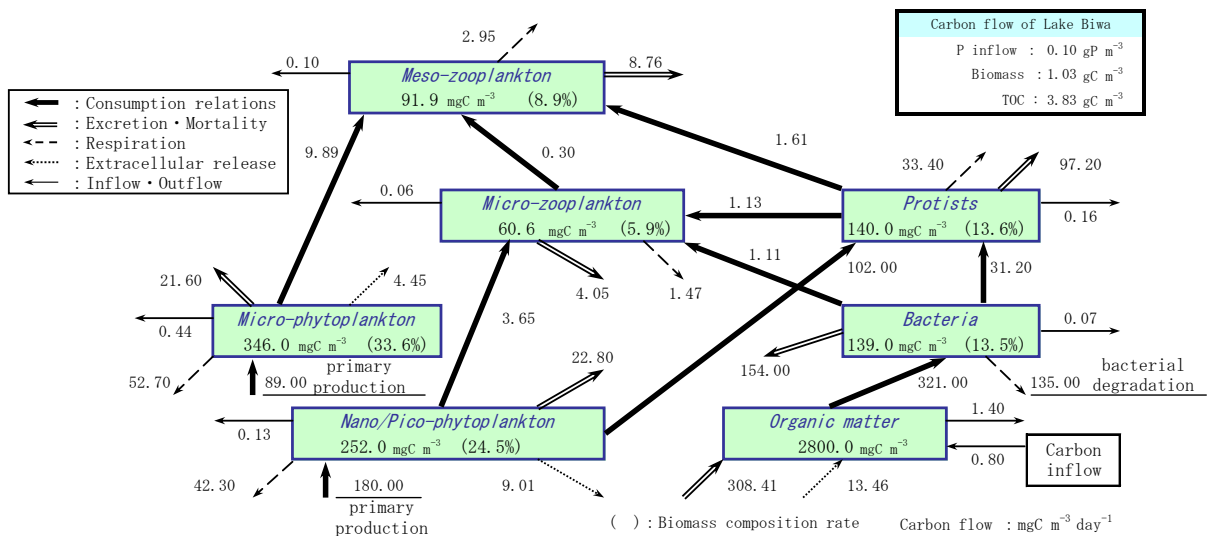 Carbon flow of Lake Biwa
P inflow : 0.10 gP m⁻³
Biomass : 1.03 gC m⁻³
TOC : 3.83 gC m⁻³
2.95
0.10
8.76
Meso-zooplankton
91.9 mgC m⁻³ (8.9%)
: Consumption relations
: Excretion・Mortality
: Respiration
: Extracellular release
: Inflow・Outflow
9.89
0.30
1.61
33.40
97.20
0.06
Micro-zooplankton
60.6 mgC m⁻³ (5.9%)
1.13
Protists
140.0 mgC m⁻³ (13.6%)
0.16
1.11
102.00
31.20
21.60
4.45
4.05
1.47
Micro-phytoplankton
346.0 mgC m⁻³ (33.6%)
0.44
3.65
Bacteria
139.0 mgC m⁻³ (13.5%)
0.07
52.70
89.00
primary
production
22.80
154.00
321.00
135.00
bacterial
degradation
Nano/Pico-phytoplankton
252.0 mgC m⁻³ (24.5%)
0.13
Organic matter
2800.0 mgC m⁻³
1.40
0.80
Carbon
inflow
42.30
180.00
primary
production
9.01
308.41
13.46
( ) : Biomass composition rate
Carbon flow : mgC m⁻³ day⁻¹